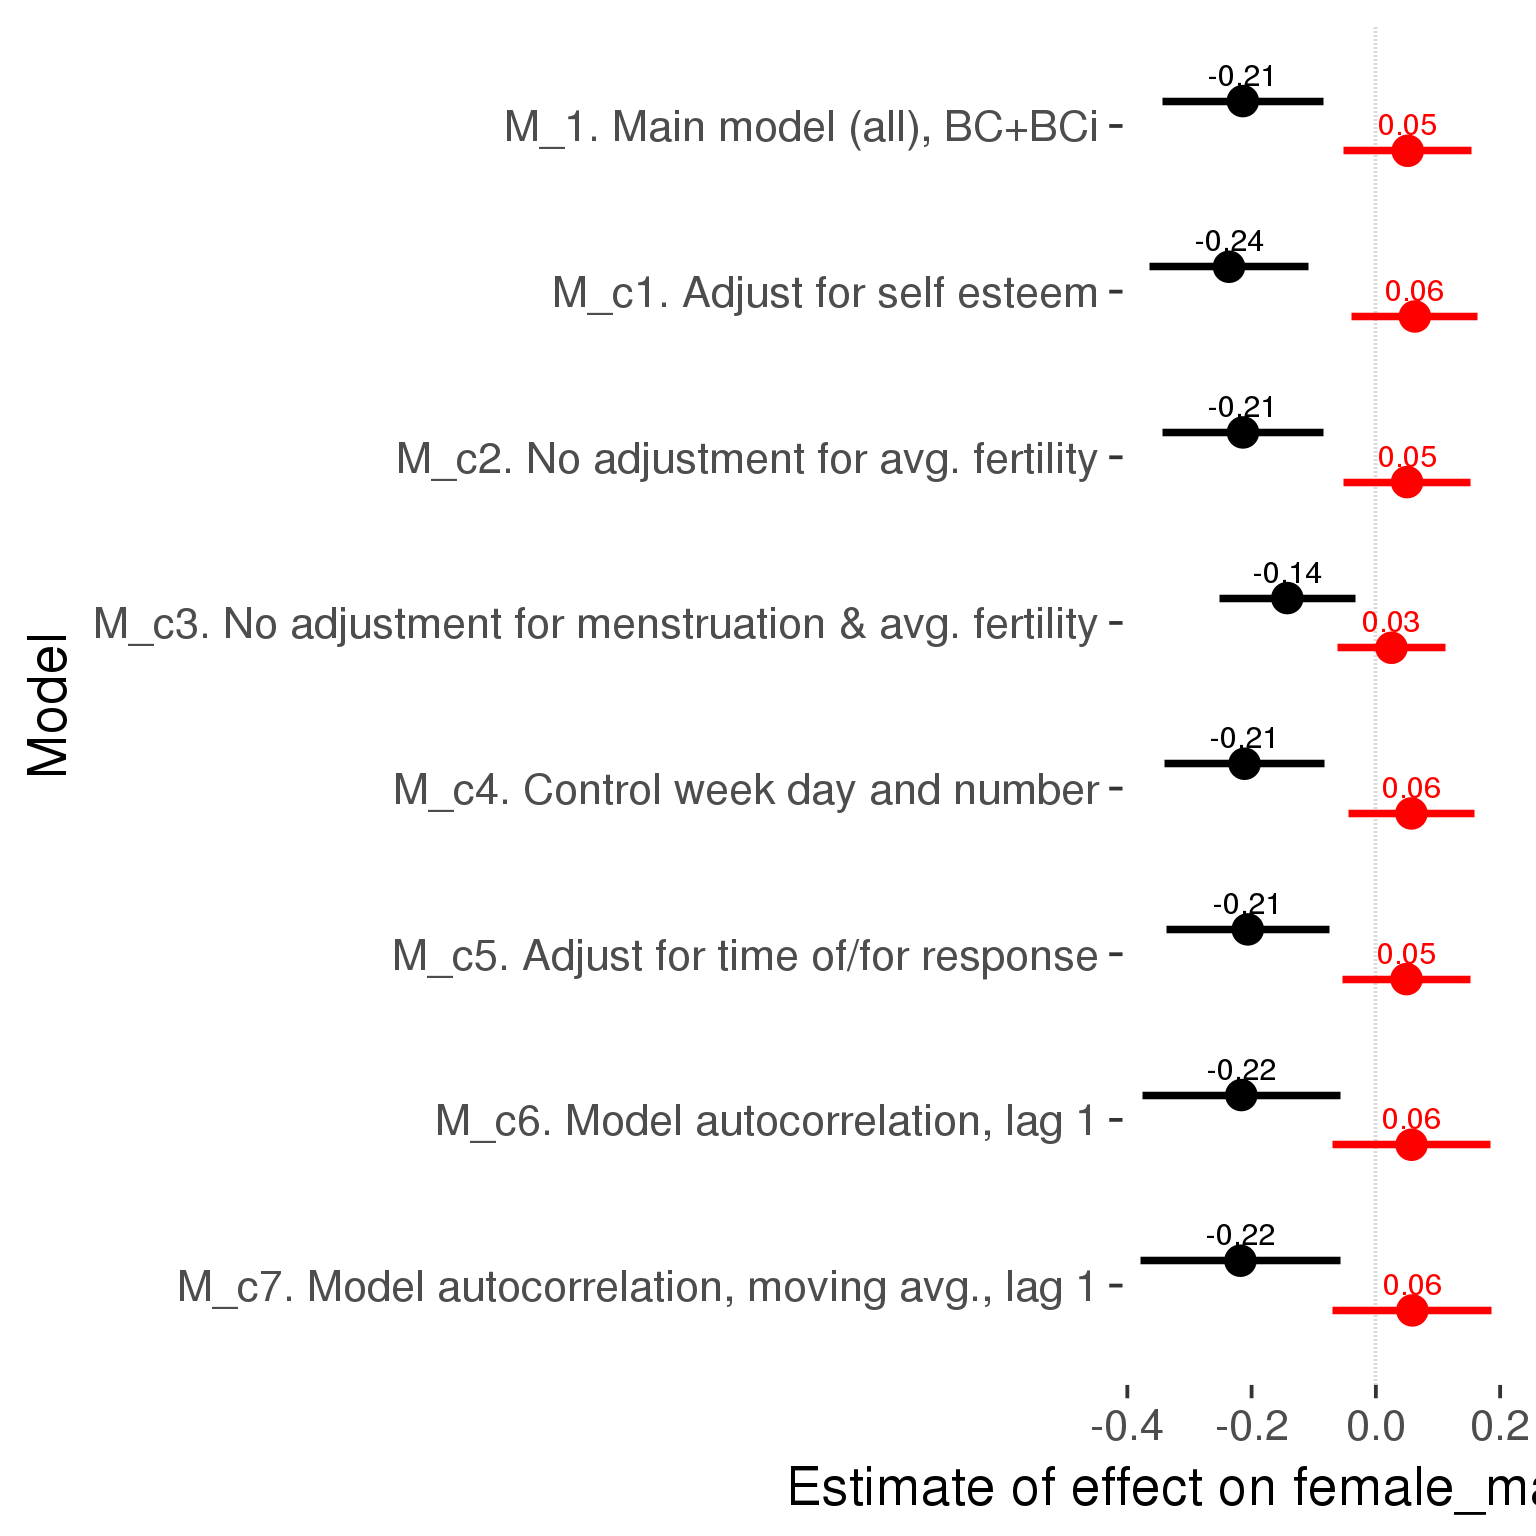 -0.21
M_1. Main model (all), BC+BCi
0.05
-0.24
M_c1. Adjust for self esteem
0.06
-0.21
M_c2. No adjustment for avg. fertility
0.05
-0.14
M_c3. No adjustment for menstruation & avg. fertility
0.03
Model
-0.21
M_c4. Control week day and number
0.06
-0.21
M_c5. Adjust for time of/for response
0.05
-0.22
M_c6. Model autocorrelation, lag 1
0.06
-0.22
M_c7. Model autocorrelation, moving avg., lag 1
0.06
-0.4 -0.2 0.0 0.2
Estimate of effect on female_ma